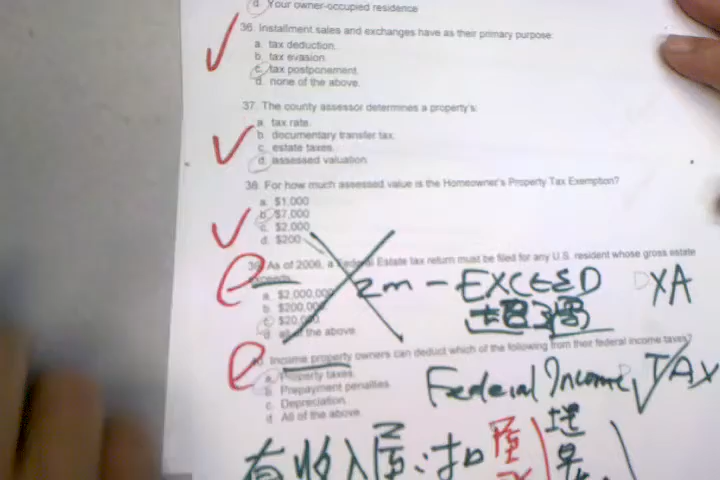 d. Your owner-occupied residence
36. Installment sales and exchanges have as their primary purpose:
a. tax deduction.
b. tax evasion.
c. tax postponement.
d. none of the above.
37. The county assessor determines a property's:
a. tax rate.
b. documentary transfer tax.
c. estate taxes.
d. assessed valuation
38. For how much assessed value is the Homeowner's Property Tax Exemption?
a. $1,000
b. $7,000
c. $2,000
d. $200
39. As of 2006, a Federal Estate tax return must be filed for any U.S. resident whose gross estate
exceeds
2m - EXCEED
a. $2,000,000
b. $200,000
c. $20,000
d. all of the above
40. Income property owners can deduct which of the following from their federal income taxes?
a. Property taxes.
b. Prepayment penalties.
c. Depreciation.
d. All of the above.
Federal Income TAX
有收入